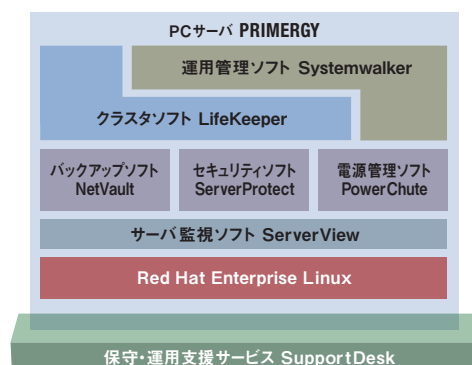 PCサーバ PRIMERGY
運用管理ソフト Systemwalker
クラスタソフト LifeKeeper
バックアップソフト
NetVault
セキュリティソフト
ServerProtect
電源管理ソフト
PowerChute
サーバ監視ソフト ServerView
Red Hat Enterprise Linux
保守・運用支援サービス SupportDesk